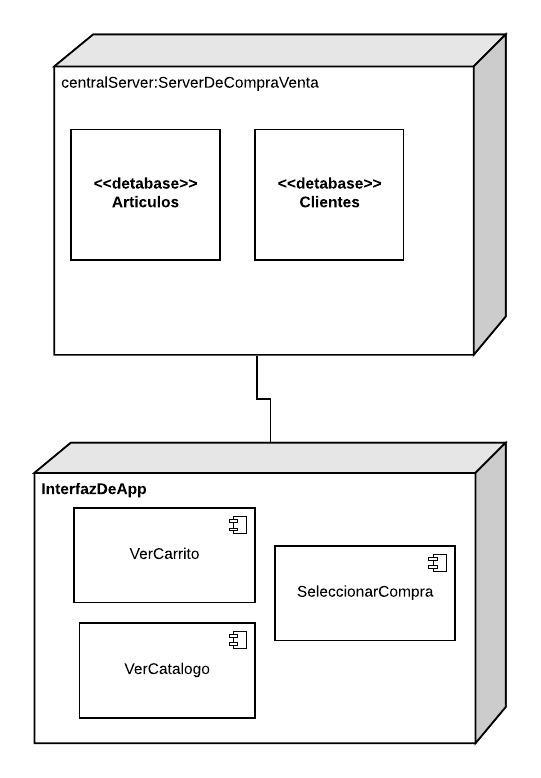 centralServer:ServerDeCompraVenta
<<detabase>>
Articulos
<<detabase>>
Clientes
InterfazDeApp
VerCarrito
SeleccionarCompra
VerCatalogo